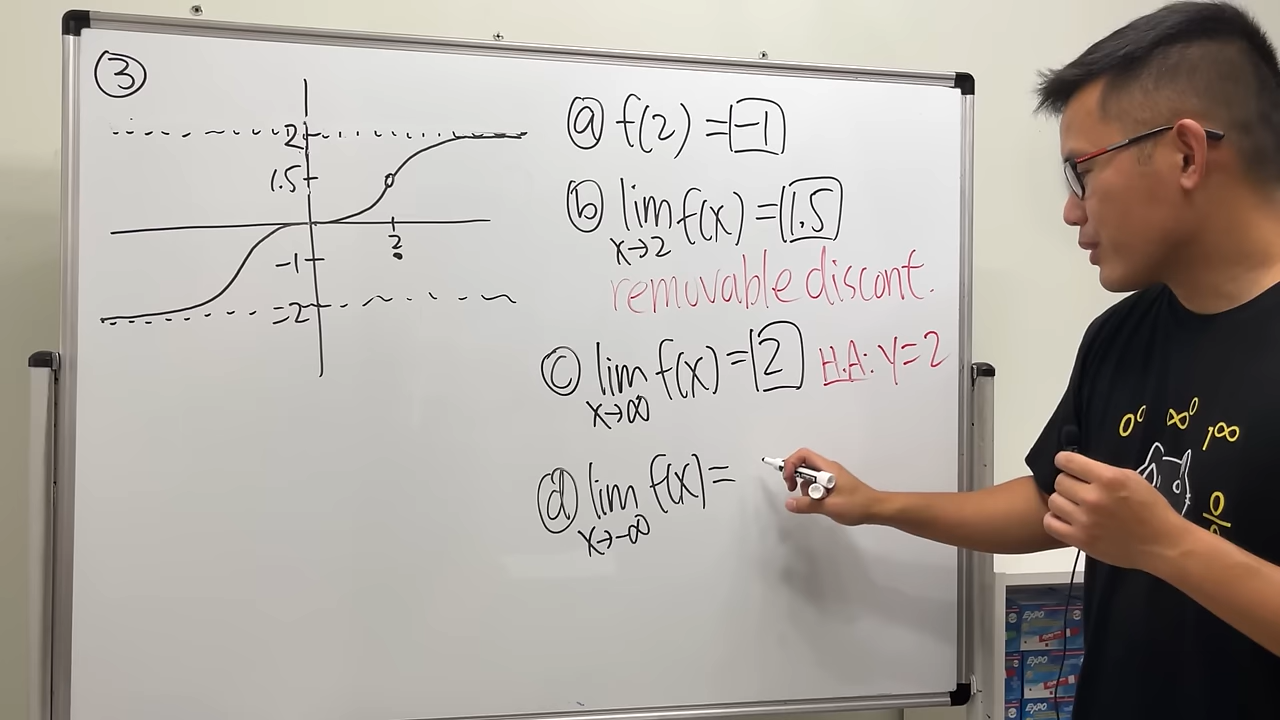 ③
2
1.5
2
-1
-2
ⓐ f(2) = -1
ⓑ lim f(x) = 1.5
x→2
removable discont.
ⓒ lim f(x) = 2 H.A: y=2
x→∞
ⓓ lim f(x) =
x→-∞
0⁰ ∞⁰ 1^∞
0
EXPO
EXPO
EXPO
EXPO